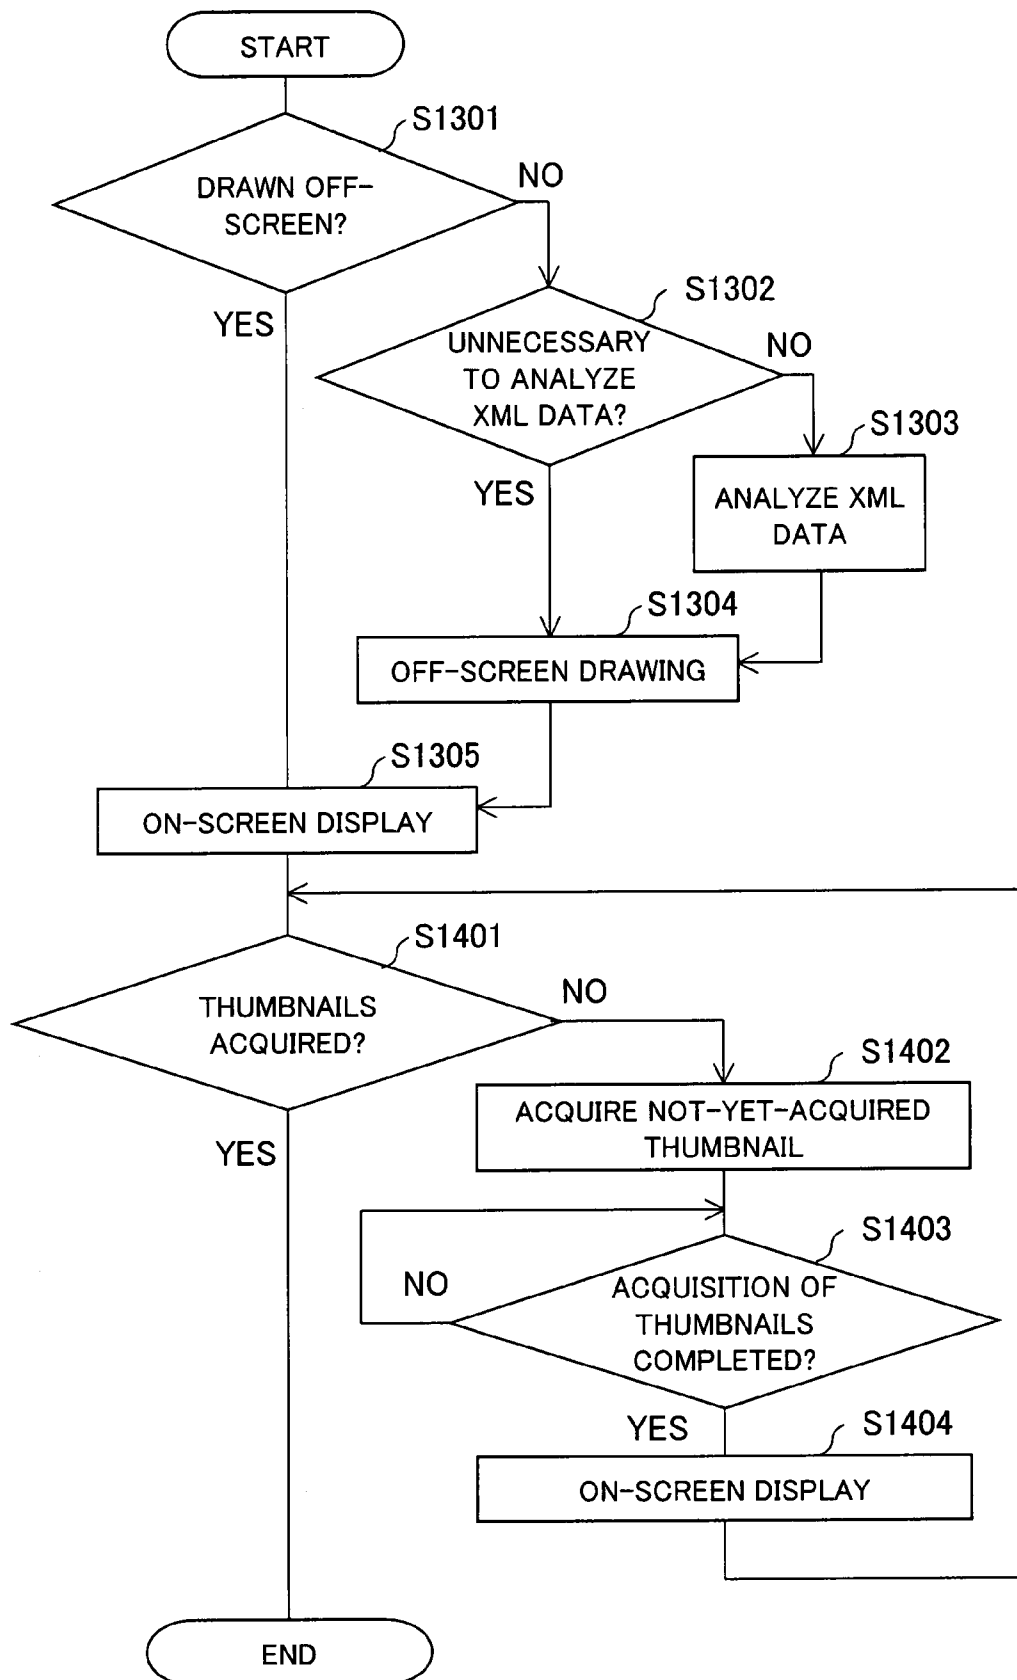 START
S1301
DRAWN OFF-
SCREEN?
NO
YES
S1302
UNNECESSARY
TO ANALYZE
XML DATA?
NO
YES
S1303
ANALYZE XML
DATA
S1304
OFF-SCREEN DRAWING
S1305
ON-SCREEN DISPLAY
S1401
THUMBNAILS
ACQUIRED?
NO
YES
S1402
ACQUIRE NOT-YET-ACQUIRED
THUMBNAIL
S1403
ACQUISITION OF
THUMBNAILS
COMPLETED?
NO
YES
S1404
ON-SCREEN DISPLAY
END